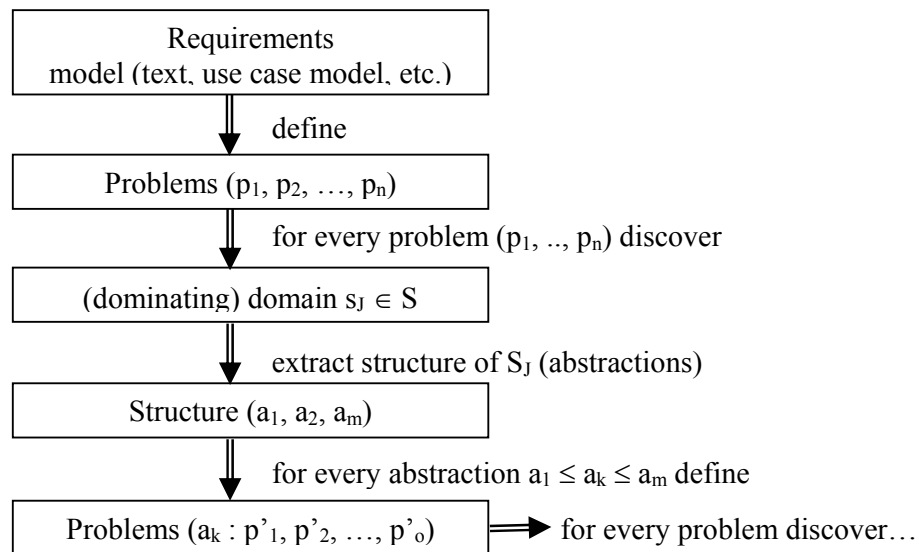 Requirements
model (text, use case model, etc.)
define
Problems (p₁, p₂, …, pₙ)
for every problem (p₁, .., pₙ) discover
(dominating) domain s_J ∈ S
extract structure of S_J (abstractions)
Structure (a₁, a₂, aₘ)
for every abstraction a₁ ≤ aₖ ≤ aₘ define
Problems (aₖ : p’₁, p’₂, …, p’ₒ)
for every problem discover…